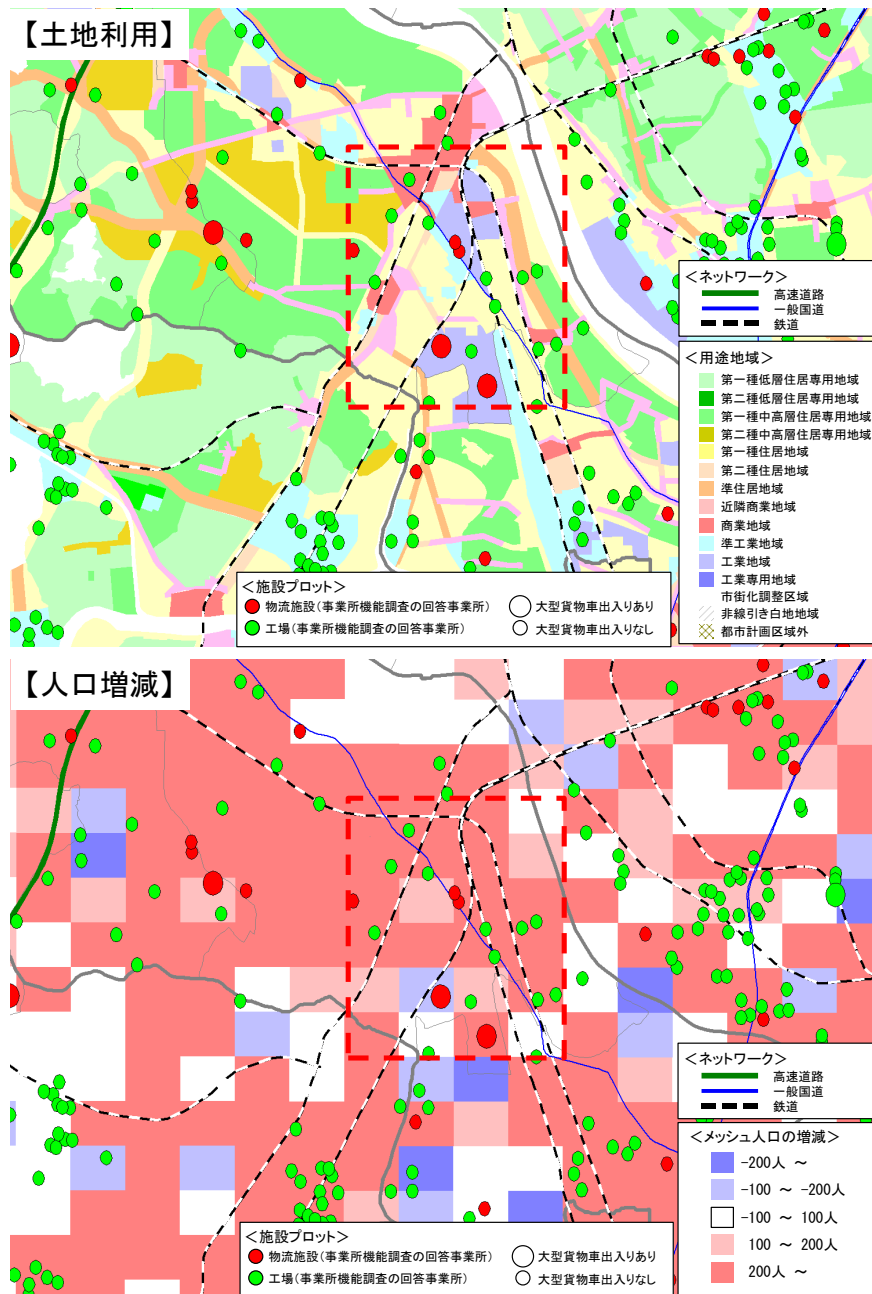 【土地利用】
<ネットワーク>
高速道路
一般国道
鉄道
<用途地域>
第一種低層住居専用地域
第二種低層住居専用地域
第一種中高層住居専用地域
第二種中高層住居専用地域
第一種住居地域
第二種住居地域
準住居地域
近隣商業地域
商業地域
準工業地域
工業地域
工業専用地域
市街化調整区域
非線引き白地地域
都市計画区域外
<施設プロット>
物流施設(事業所機能調査の回答事業所)
大型貨物車出入りあり
工場(事業所機能調査の回答事業所)
大型貨物車出入りなし
【人口増減】
<ネットワーク>
高速道路
一般国道
鉄道
<メッシュ人口の増減>
-200人 ~
-100 ~ -200人
-100 ~ 100人
100 ~ 200人
200人 ~
<施設プロット>
物流施設(事業所機能調査の回答事業所)
大型貨物車出入りあり
工場(事業所機能調査の回答事業所)
大型貨物車出入りなし